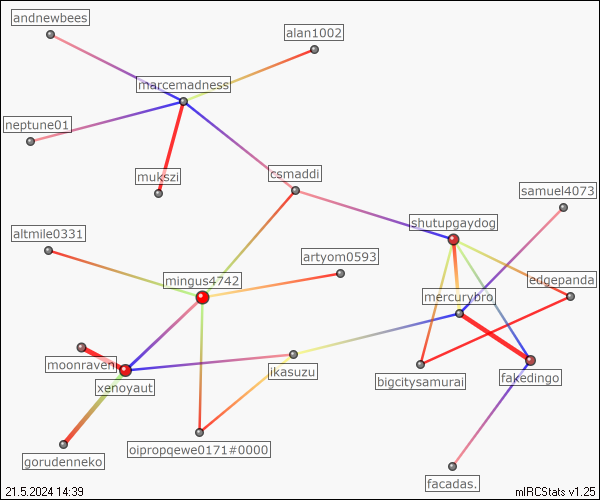 andnewbees
alan1002
marcemadness
neptune01
mukszi
csmaddi
samuel4073
shutupgaydog
altmile0331
artyom0593
mingus4742
edgepanda
mercurybro
moonraven
ikasuzu
xenoyaut
bigcitysamurai
fakedingo
oipropqewe0171#0000
gorudenneko
facadas.
21.5.2024 14:39
mIRCStats v1.25